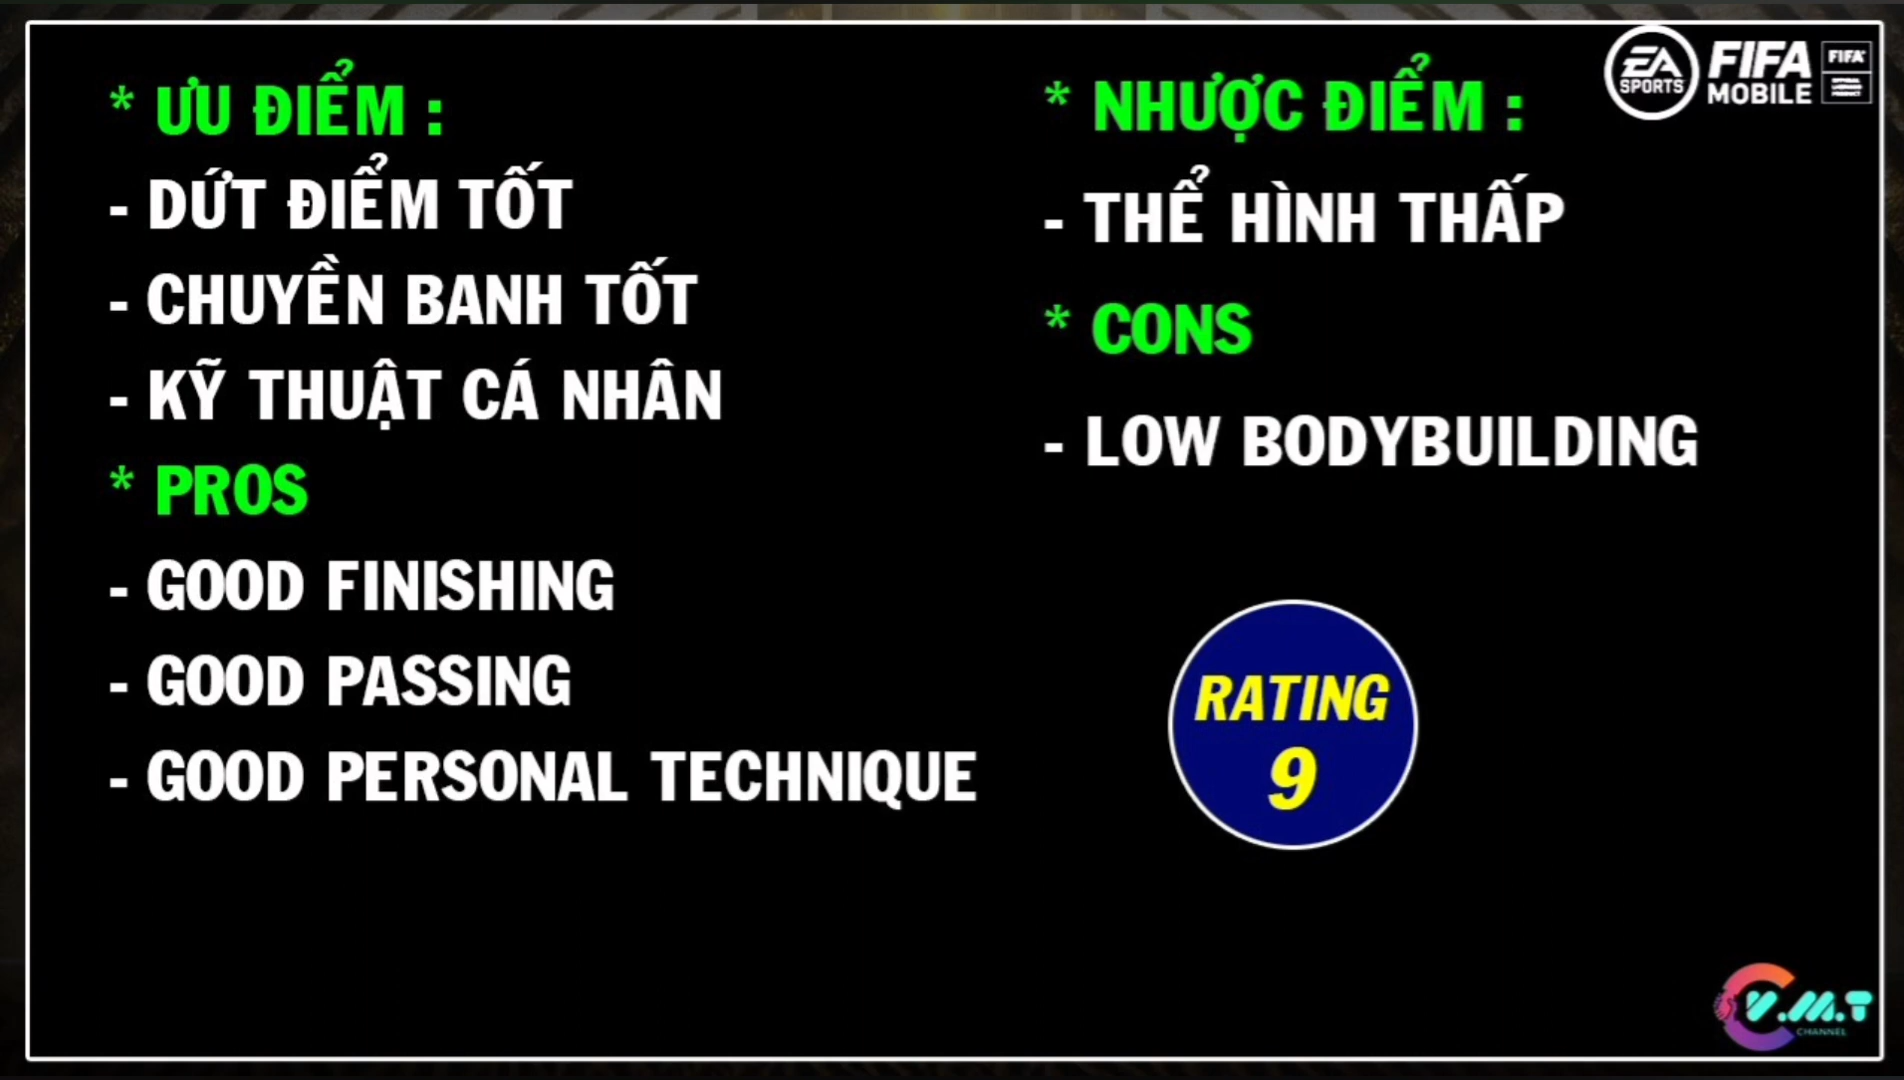 * ƯU ĐIỂM :
- DỨT ĐIỂM TỐT
- CHUYỀN BANH TỐT
- KỸ THUẬT CÁ NHÂN
* PROS
- GOOD FINISHING
- GOOD PASSING
- GOOD PERSONAL TECHNIQUE
* NHƯỢC ĐIỂM :
- THỂ HÌNH THẤP
* CONS
- LOW BODYBUILDING
RATING
9
EA
SPORTS
FIFA
MOBILE
FIFA
V.M.T
CHANNEL